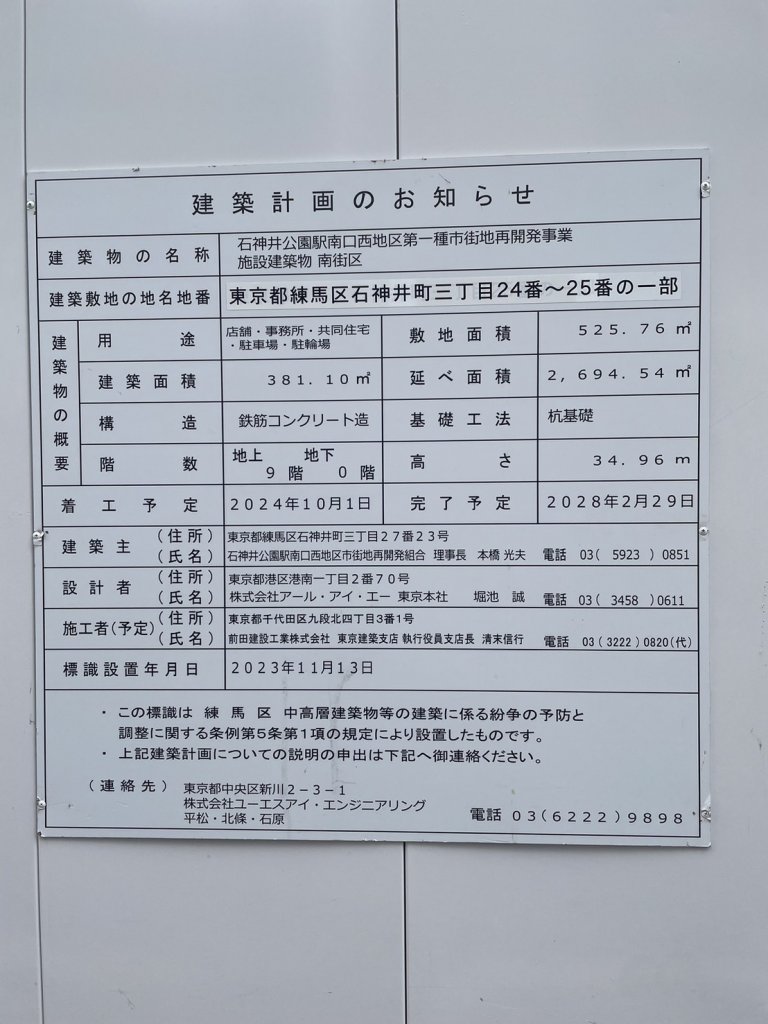 建築計画のお知らせ
建築物の名称 石神井公園駅南口西地区第一種市街地再開発事業
施設建築物 南街区
建築敷地の地名地番 東京都練馬区石神井町三丁目24番～25番の一部
建築物の概要
用途 店舗・事務所・共同住宅
・駐車場・駐輪場
敷地面積 525.76㎡
建築面積 381.10㎡ 延べ面積 2,694.54㎡
構造 鉄筋コンクリート造 基礎工法 杭基礎
階数 地上 9階 地下 0階 高さ 34.96m
着工予定 2024年10月1日 完了予定 2028年2月29日
建築主 (住所) 東京都練馬区石神井町三丁目27番23号
(氏名) 石神井公園駅南口西地区市街地再開発組合 理事長 本橋 光夫 電話 03( 5923 )0851
設計者 (住所) 東京都港区港南一丁目2番70号
(氏名) 株式会社アール・アイ・エー 東京本社 堀池 誠 電話 03( 3458 )0611
施工者(予定) (住所) 東京都千代田区九段北四丁目3番1号
(氏名) 前田建設工業株式会社 東京建築支店 執行役員支店長 清末信行 電話 03(3222)0820(代)
標識設置年月日 2023年11月13日
・この標識は 練馬区 中高層建築物等の建築に係る紛争の予防と
調整に関する条例第5条第1項の規定により設置したものです。
・上記建築計画についての説明の申出は下記へ御連絡ください。
(連絡先) 東京都中央区新川2－3－1
株式会社ユーエスアイ・エンジニアリング
平松・北條・石原 電話 03(6222)9898